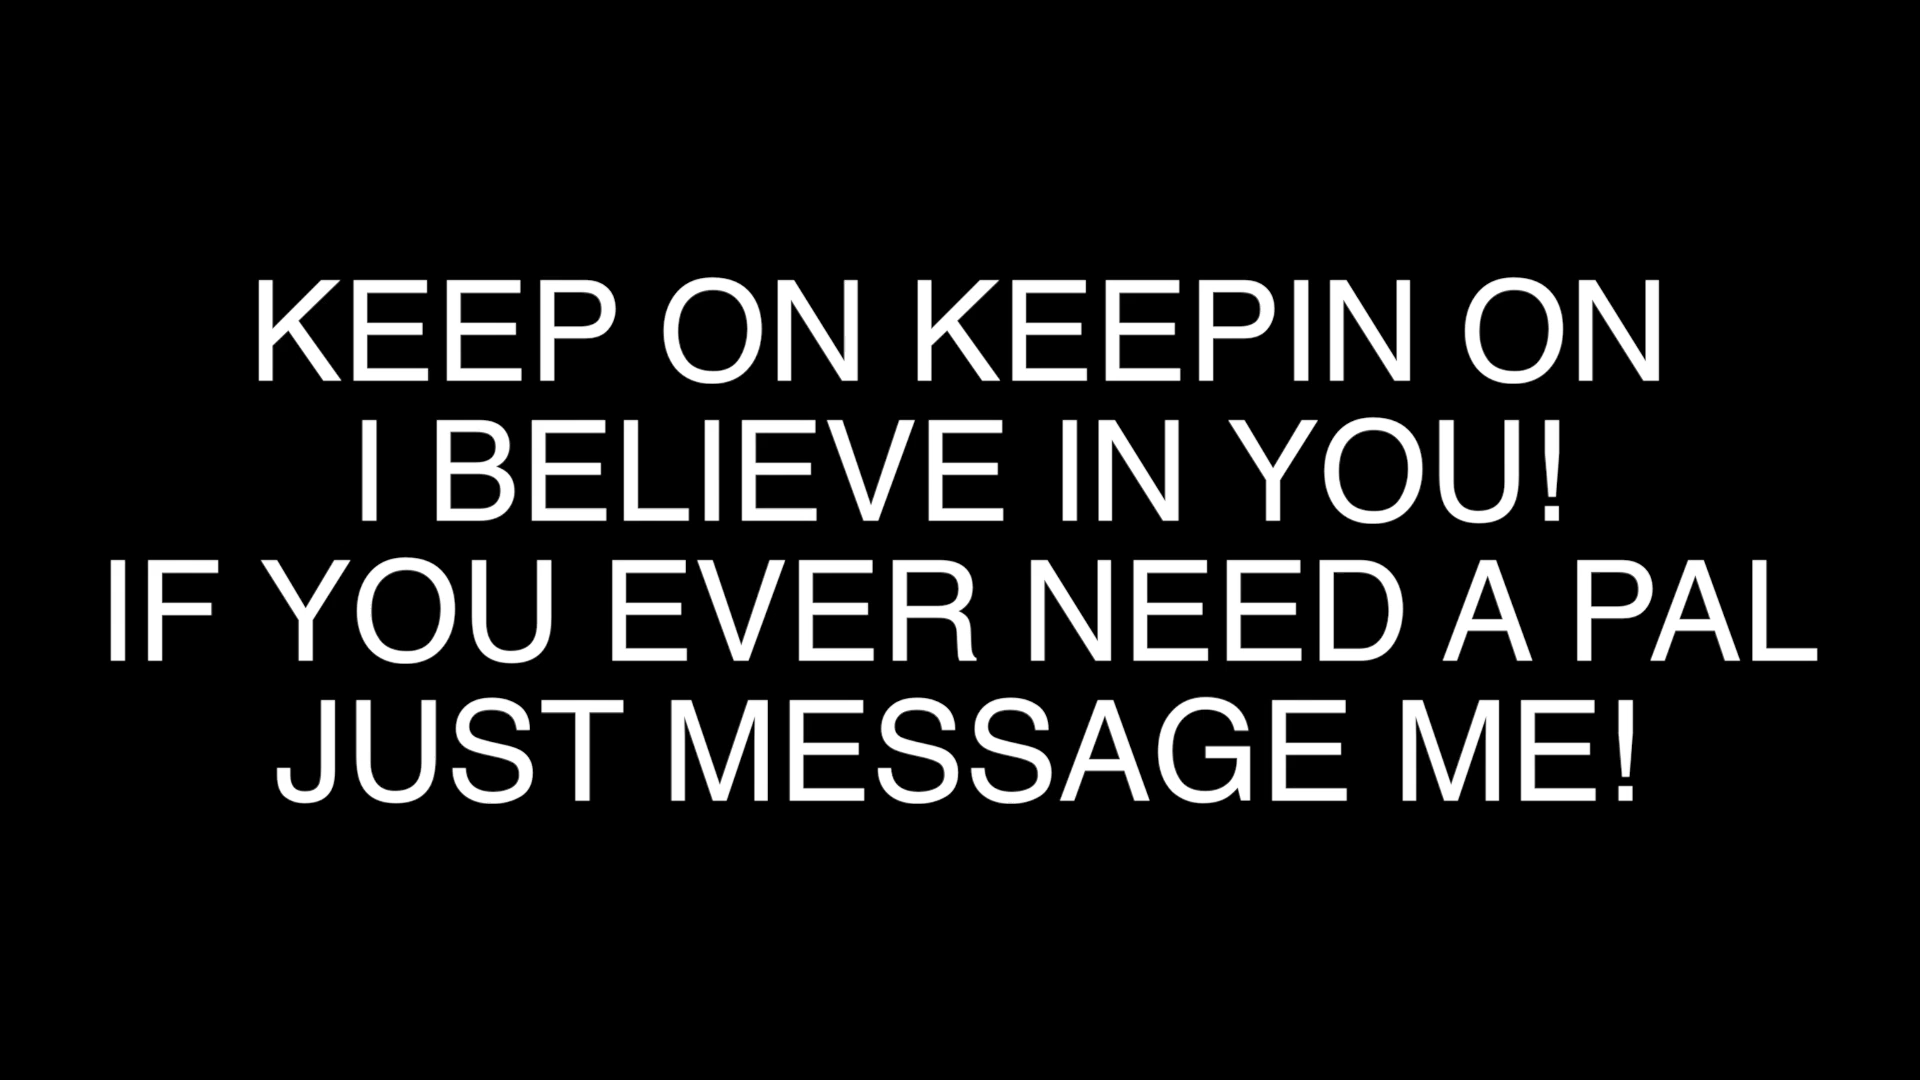 KEEP ON KEEPIN ON
I BELIEVE IN YOU!
IF YOU EVER NEED A PAL
JUST MESSAGE ME!